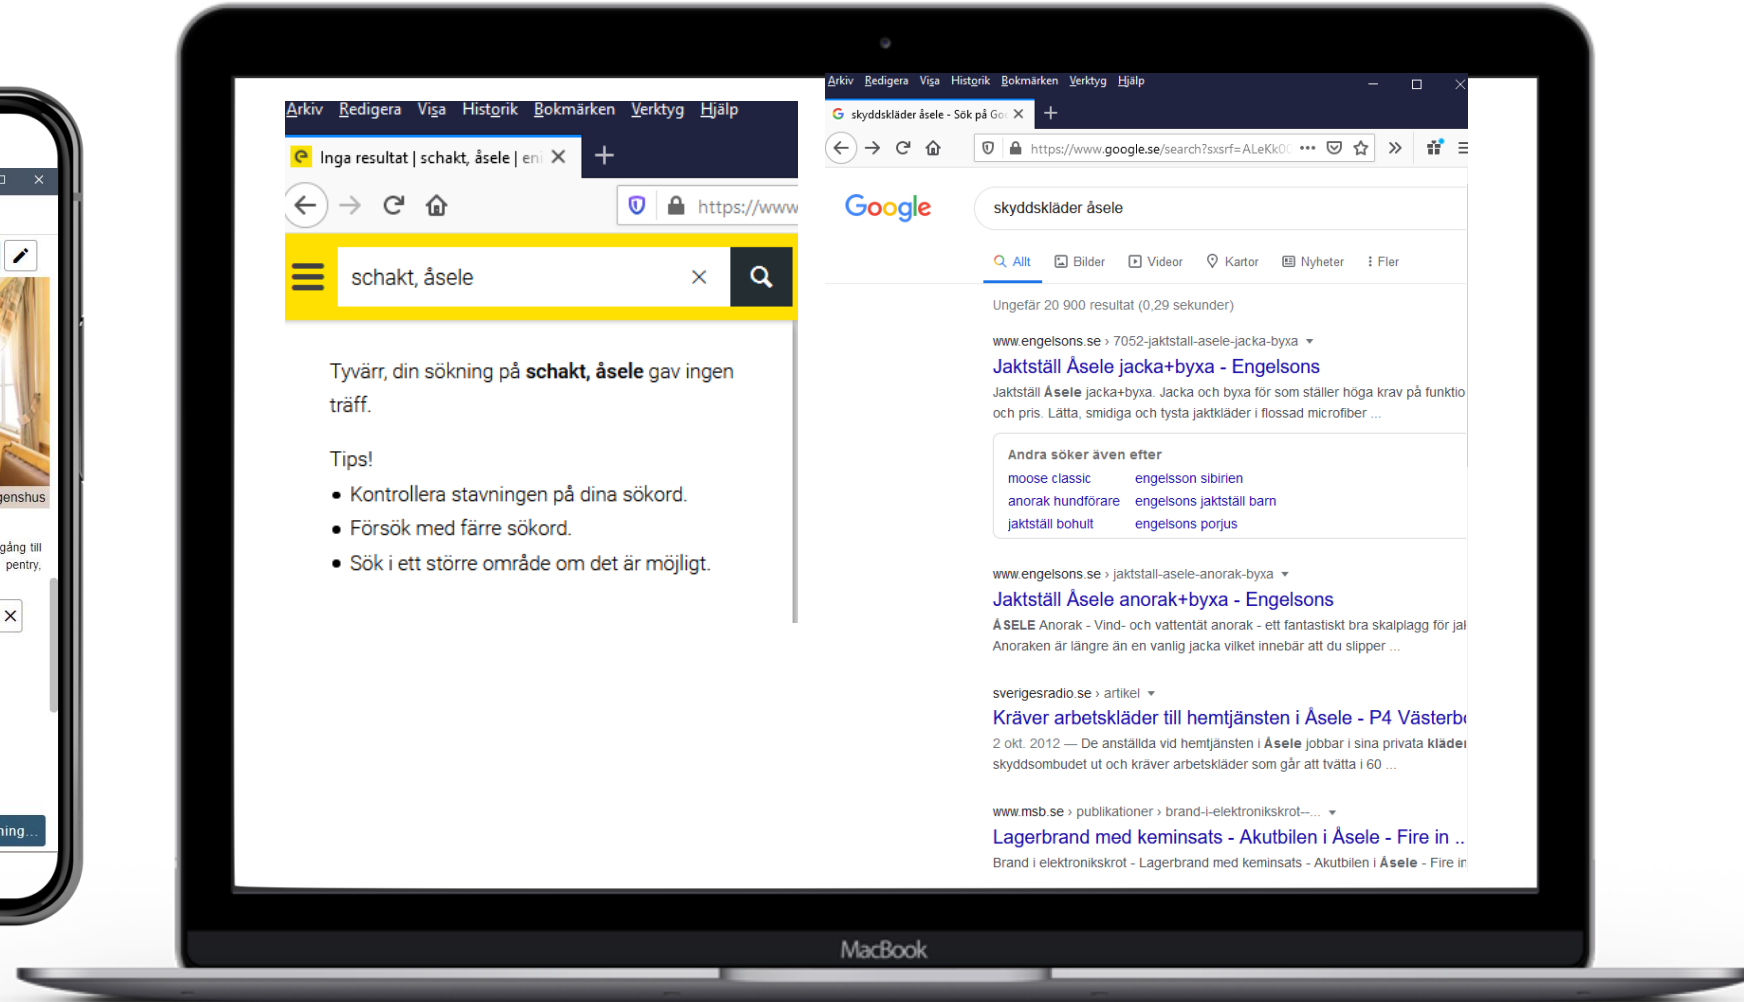 genshus
gång till
pentry,
ning...
Arkiv Redigera Visa Historik Bokmärken Verktyg Hjälp
Inga resultat | schakt, åsele | eni
https://www
schakt, åsele
Tyvärr, din sökning på schakt, åsele gav ingen
träff.
Tips!
• Kontrollera stavningen på dina sökord.
• Försök med färre sökord.
• Sök i ett större område om det är möjligt.
Arkiv Redigera Visa Historik Bokmärken Verktyg Hjälp
skyddskläder åsele - Sök på Goo
https://www.google.se/search?sxsrf=ALeKk0
Google
skyddskläder åsele
Allt Bilder Videor Kartor Nyheter Fler
Ungefär 20 900 resultat (0,29 sekunder)
www.engelsons.se › 7052-jaktstall-asele-jacka-byxa
Jaktställ Åsele jacka+byxa - Engelsons
Jaktställ Åsele jacka+byxa. Jacka och byxa för som ställer höga krav på funktio
och pris. Lätta, smidiga och tysta jaktkläder i flossad microfiber ...
Andra söker även efter
moose classic engelsson sibirien
anorak hundförare engelsons jaktställ barn
jaktställ bohult engelsons porjus
www.engelsons.se › jaktstall-asele-anorak-byxa
Jaktställ Åsele anorak+byxa - Engelsons
ÅSELE Anorak - Vind- och vattentät anorak - ett fantastiskt bra skalplagg för jak
Anoraken är längre än en vanlig jacka vilket innebär att du slipper ...
sverigesradio.se › artikel
Kräver arbetskläder till hemtjänsten i Åsele - P4 Västerbo
2 okt. 2012 — De anställda vid hemtjänsten i Åsele jobbar i sina privata kläder
skyddsombudet ut och kräver arbetskläder som går att tvätta i 60 ...
www.msb.se › publikationer › brand-i-elektronikskrot--...
Lagerbrand med keminsats - Akutbilen i Åsele - Fire in ...
Brand i elektronikskrot - Lagerbrand med keminsats - Akutbilen i Åsele - Fire in
MacBook